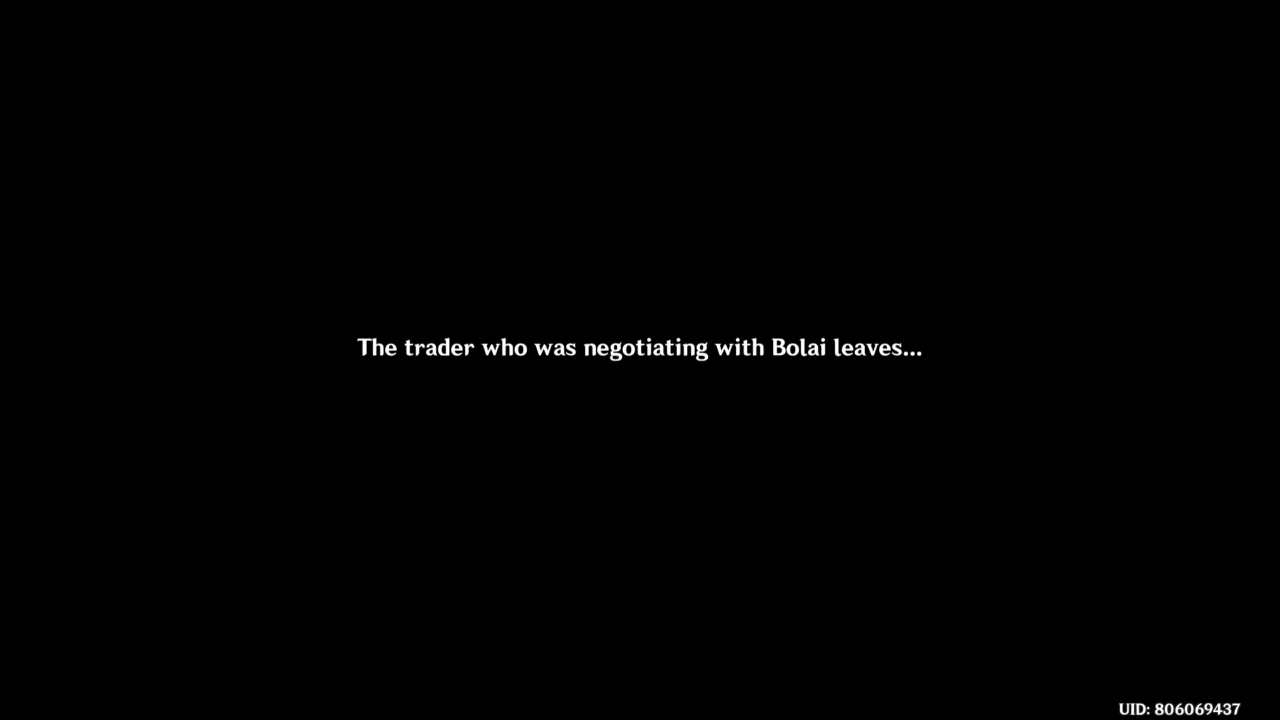 The trader who was negotiating with Bolai leaves...
UID: 806069437